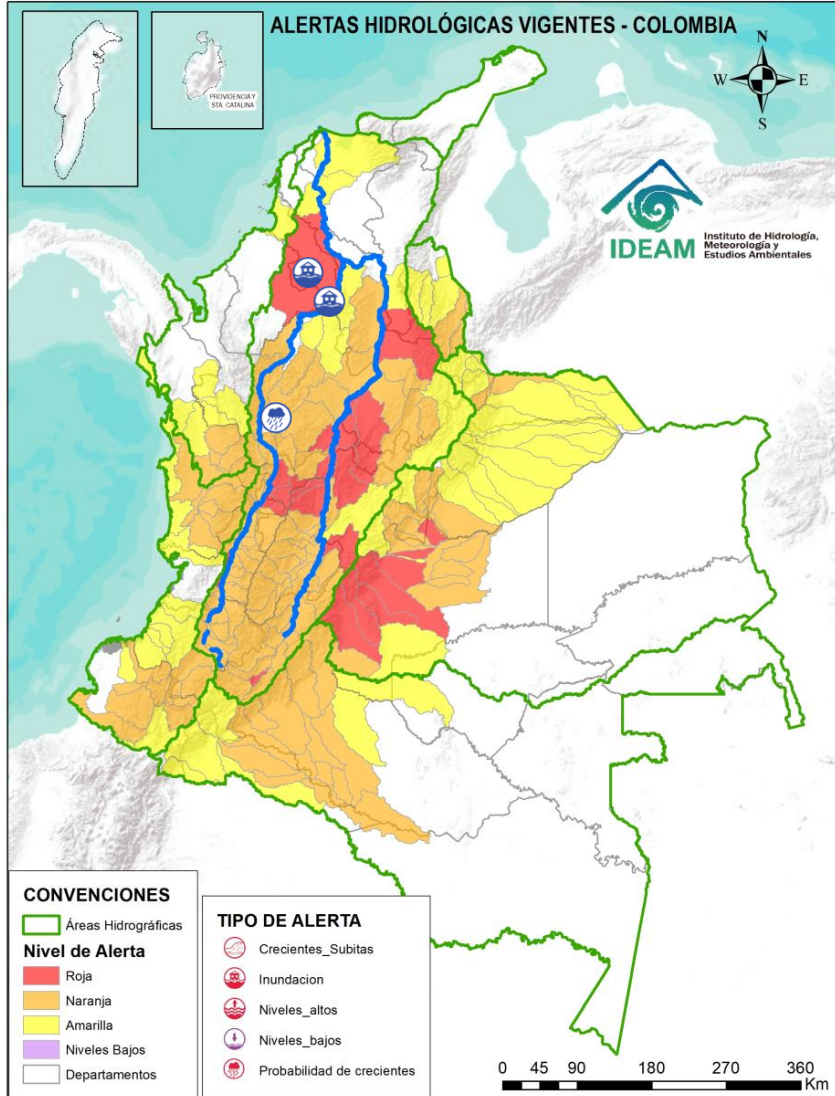 ALERTAS HIDROLÓGICAS VIGENTES - COLOMBIA
PROVIDENCIA Y
STA. CATALINA
N
W
E
S
IDEAM
Instituto de Hidrología,
Meteorología y
Estudios Ambientales
CONVENCIONES
Áreas Hidrográficas
Nivel de Alerta
Roja
Naranja
Amarilla
Niveles Bajos
Departamentos
TIPO DE ALERTA
Crecientes_Subitas
Inundacion
Niveles_altos
Niveles_bajos
Probabilidad de crecientes
0 45 90 180 270 360
Km